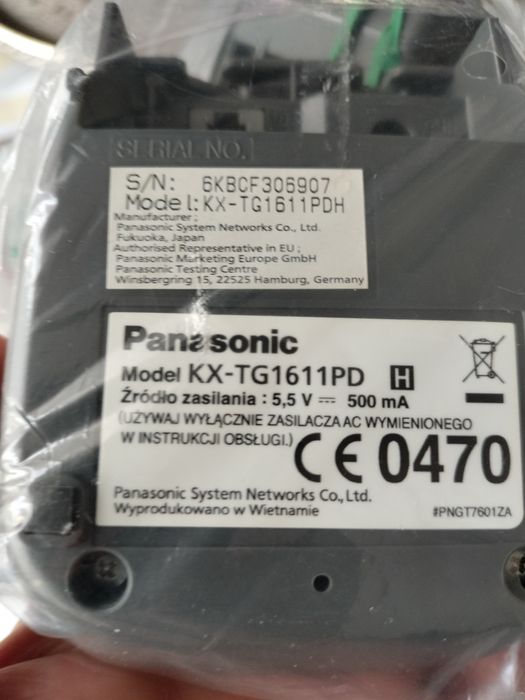 SERIAL NO.
S/N: 6KBCF306907
Model:KX-TG1611PDH
Manufacturer ;
Panasonic System Networks Co., Ltd.
Fukuoka, Japan
Authorised Representative in EU ;
Panasonic Marketing Europe GmbH
Panasonic Testing Centre
Winsbergring 15, 22525 Hamburg, Germany
Panasonic
Model KX-TG1611PD H
Źródło zasilania : 5,5 V 500 mA
(UŻYWAJ WYŁĄCZNIE ZASILACZA AC WYMIENIONEGO
W INSTRUKCJI OBSŁUGI.)
CE 0470
Panasonic System Networks Co., Ltd.
Wyprodukowano w Wietnamie
#PNGT7601ZA